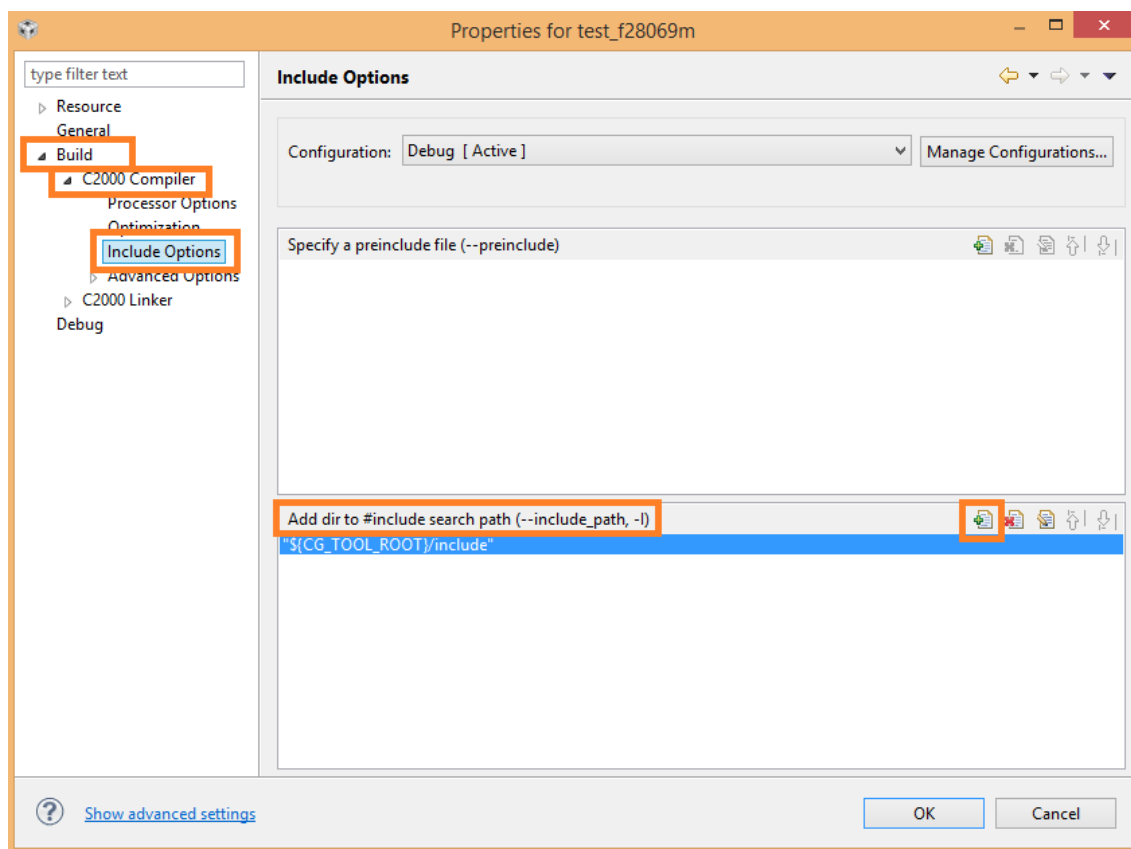 Properties for test_f28069m
type filter text
Resource
General
Build
C2000 Compiler
Processor Options
Optimization
Include Options
Advanced Options
C2000 Linker
Debug
Include Options
Configuration:
Debug [ Active ]
Manage Configurations...
Specify a preinclude file (--preinclude)
Add dir to #include search path (--include_path, -I)
"${CG_TOOL_ROOT}/include"
Show advanced settings
OK
Cancel